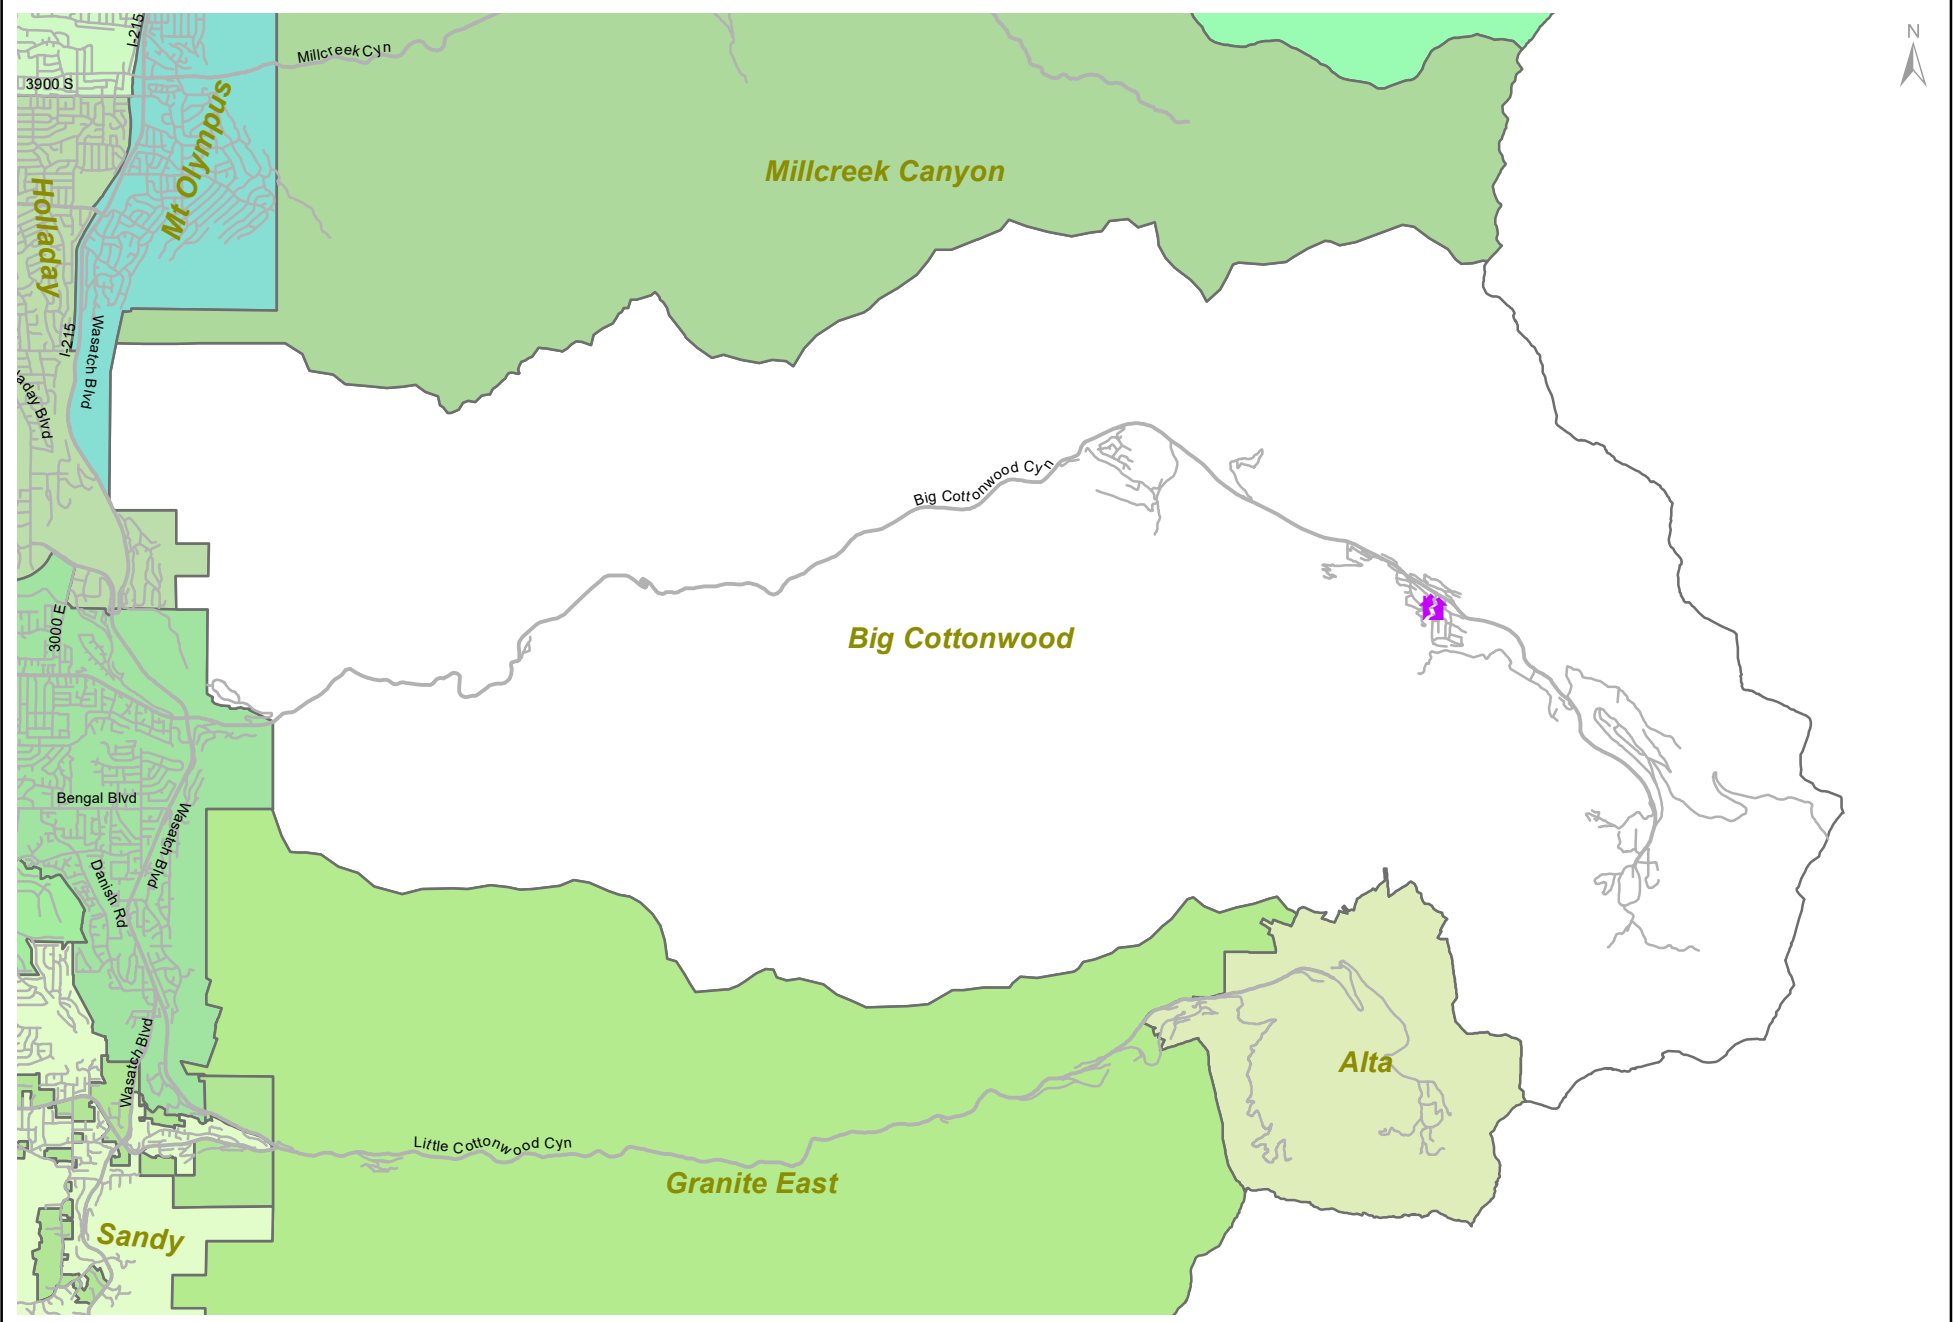 N
I-215
Millcreek Cyn
3900 S
Mt Olympus
Millcreek Canyon
Holladay
I-215
Wasatch Blvd
aday Blvd
Big Cottonwood Cyn
3000 E
Big Cottonwood
Bengal Blvd
Wasatch Blvd
Danish Rd
Wasatch Blvd
Alta
Little Cottonwood Cyn
Granite East
Sandy